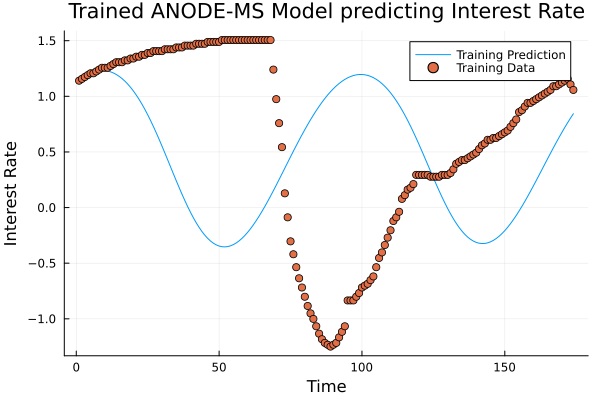 Trained ANODE-MS Model predicting Interest Rate
Training Prediction
Training Data
Interest Rate
1.5
1.0
0.5
0.0
−0.5
−1.0
0 50 100 150
Time